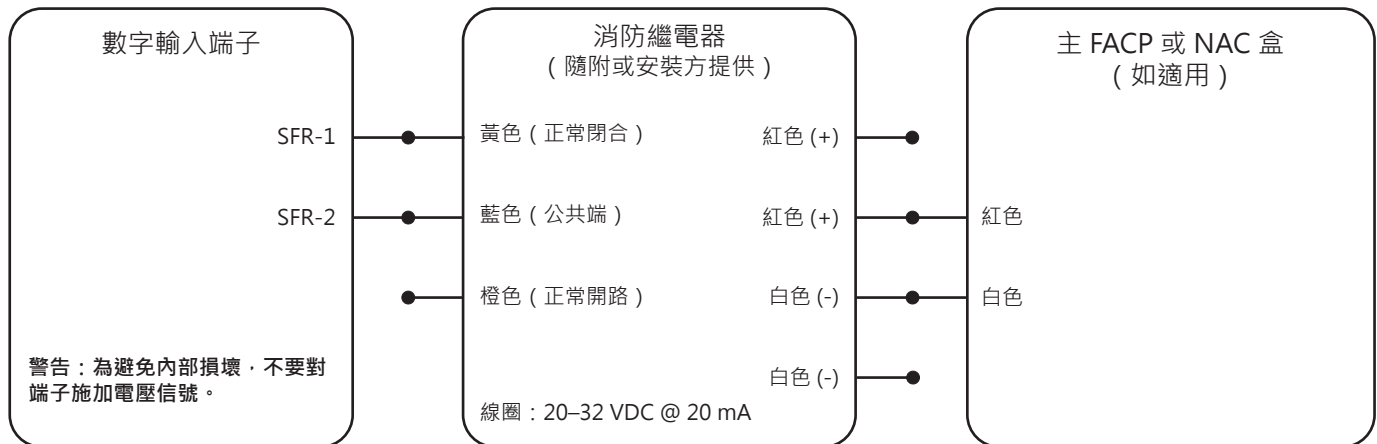 數字輸入端子
SFR-1
SFR-2
警告：為避免內部損壞，不要對
端子施加電壓信號。
消防繼電器
（隨附或安裝方提供）
黃色（正常閉合）
紅色 (+)
藍色（公共端）
紅色 (+)
橙色（正常開路）
白色 (-)
白色 (-)
線圈：20–32 VDC @ 20 mA
主 FACP 或 NAC 盒
（如適用）
紅色
白色